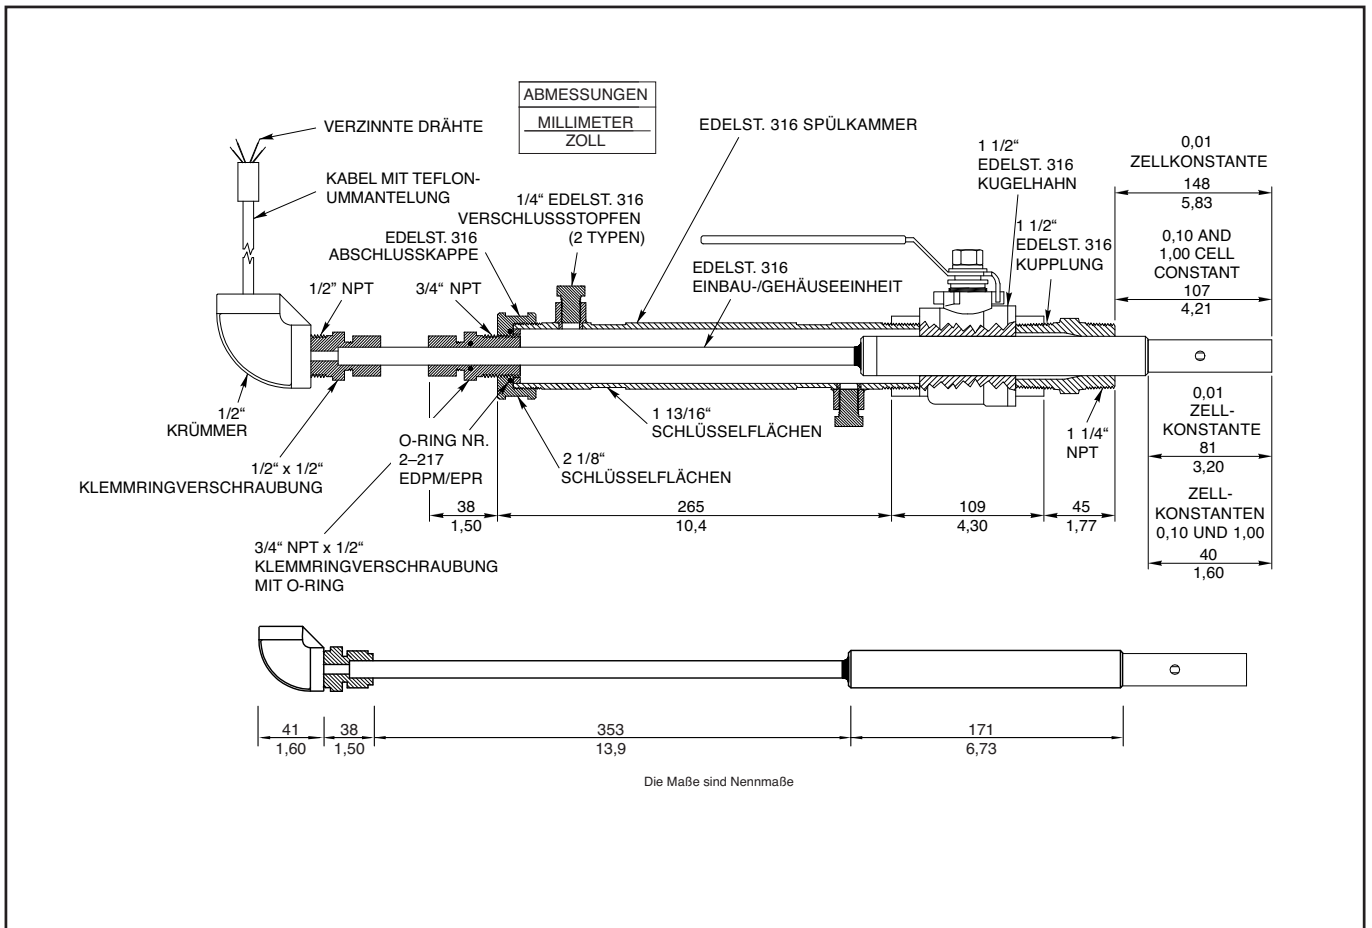 ABMESSUNGEN
MILLIMETER
ZOLL
VERZINNTE DRÄHTE
KABEL MIT TEFLON-
UMMANTELUNG
1/4“ EDELST. 316
VERSCHLUSSSTOPFEN
(2 TYPEN)
EDELST. 316
ABSCHLUSSKAPPE
EDELST. 316 SPÜLKAMMER
1 1/2“
EDELST. 316
KUGELHAHN
1 1/2“
EDELST. 316
KUPPLUNG
0,01
ZELLKONSTANTE
148
5,83
0,10 AND
1,00 CELL
CONSTANT
107
4,21
EDELST. 316
EINBAU-/GEHÄUSEEINHEIT
1/2” NPT
3/4“ NPT
1/2“
KRÜMMER
1/2“ x 1/2“
KLEMMRINGVERSCHRAUBUNG
O-RING NR.
2–217
EDPM/EPR
1 13/16“
SCHLÜSSELFLÄCHEN
2 1/8“
SCHLÜSSELFLÄCHEN
1 1/4“
NPT
0,01
ZELL-
KONSTANTE
81
3,20
ZELL-
KONSTANTEN
0,10 UND 1,00
40
1,60
38
1,50
265
10,4
109
4,30
45
1,77
3/4“ NPT x 1/2“
KLEMMRINGVERSCHRAUBUNG
MIT O-RING
41
1,60
38
1,50
353
13,9
171
6,73
Die Maße sind Nennmaße